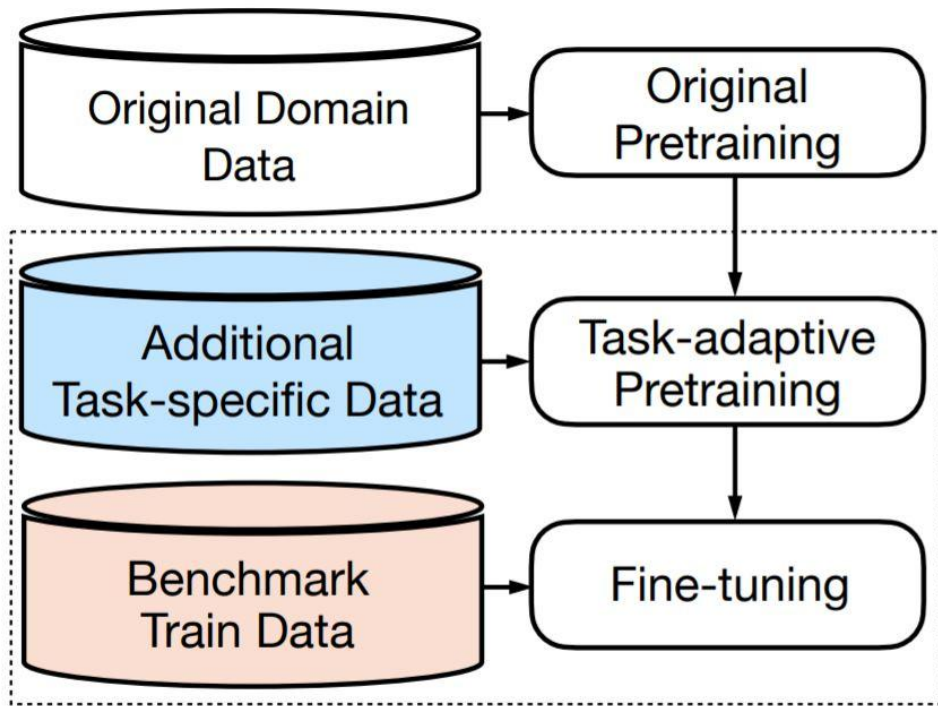 Original Domain
Data
Original
Pretraining
Additional
Task-specific Data
Task-adaptive
Pretraining
Benchmark
Train Data
Fine-tuning